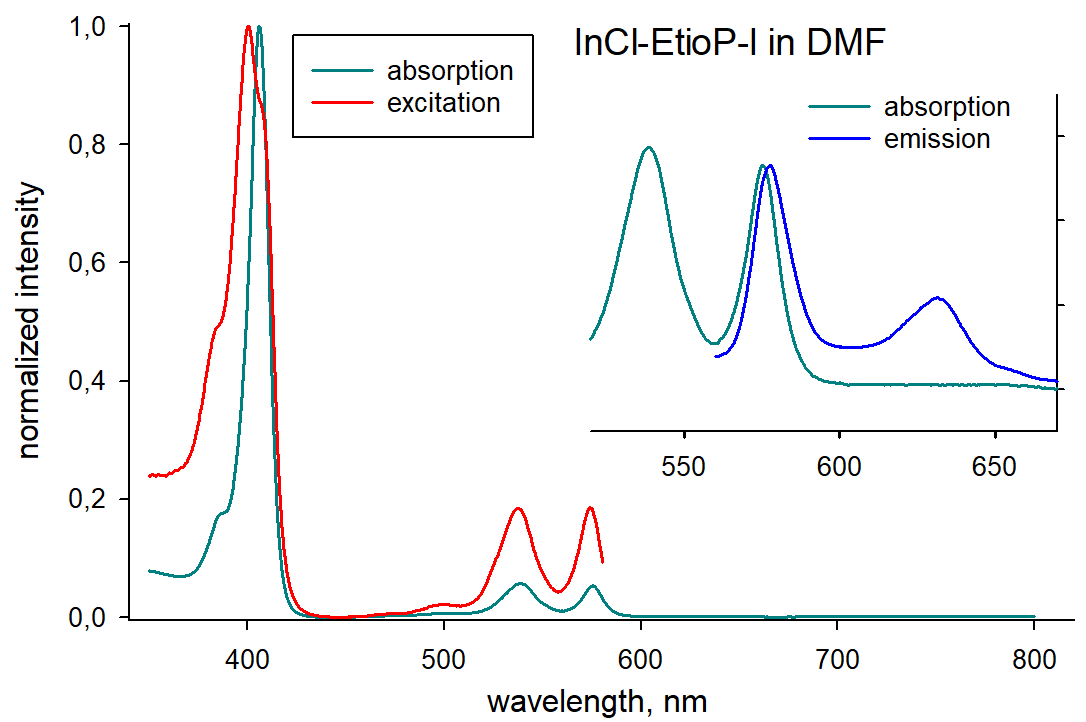 InCl-EtioP-I in DMF
absorption
excitation
absorption
emission
normalized intensity
1,0
0,8
0,6
0,4
0,2
0,0
550 600 650
400 500 600 700 800
wavelength, nm